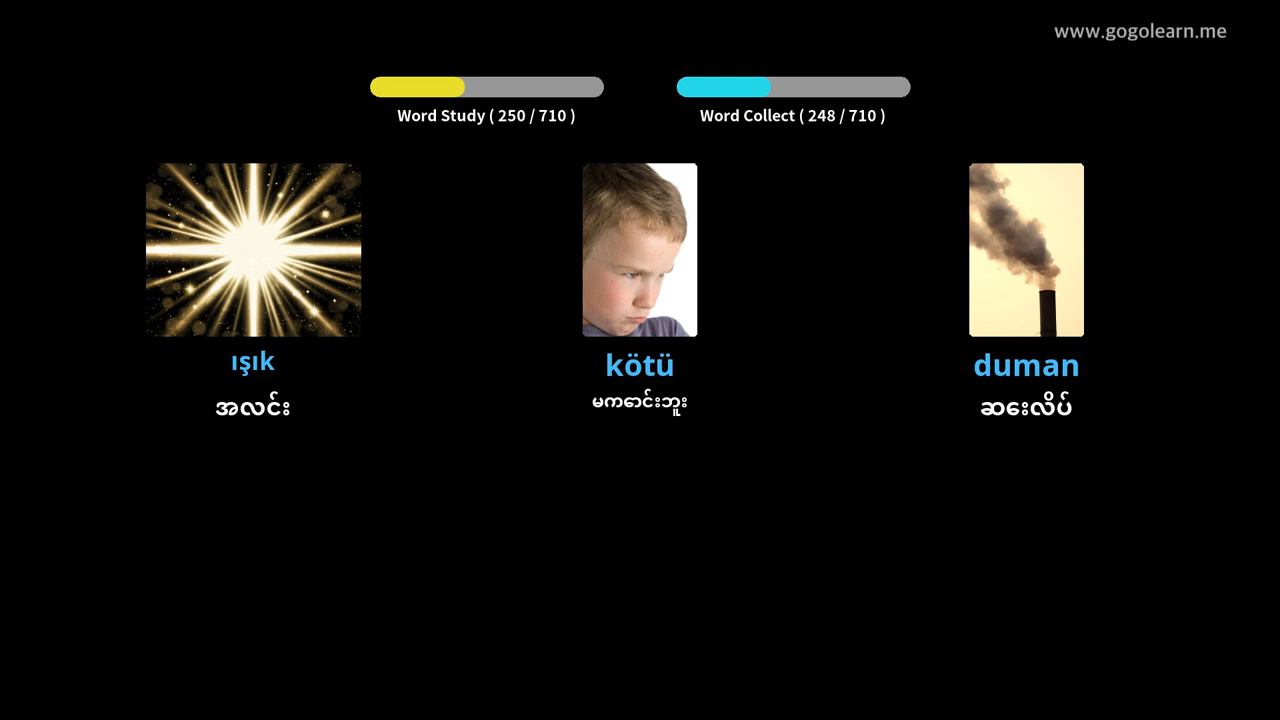 www.gogolearn.me
Word Study ( 250 / 710 )
Word Collect ( 248 / 710 )
ışık
kötü
duman
အလင်း
မကောင်းဘူး
ဆေးလိပ်